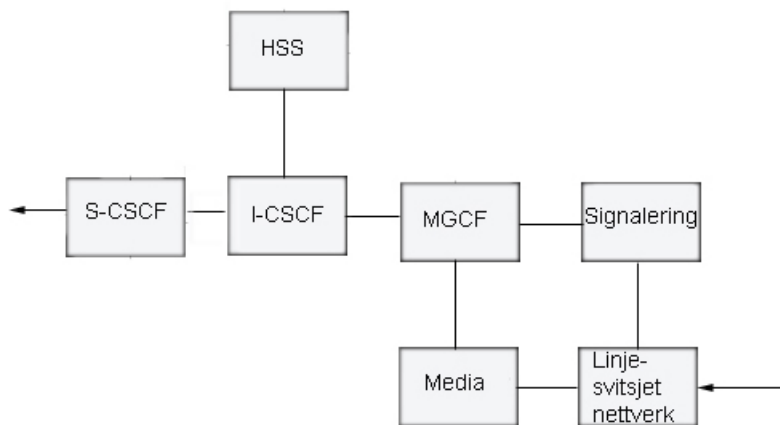 HSS
S-CSCF
I-CSCF
MGCF
Signalering
Media
Linje-
svitsjet
nettverk